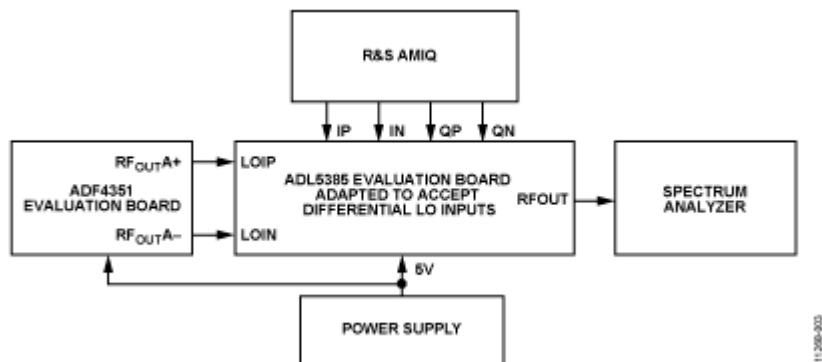 R&S AMIQ
IP IN QP QN
RFOUTA+
LOIP
ADF4351
EVALUATION BOARD
RFOUTA–
LOIN
ADL5385 EVALUATION BOARD
ADAPTED TO ACCEPT
DIFFERENTIAL LO INPUTS
RFOUT
SPECTRUM
ANALYZER
5V
POWER SUPPLY